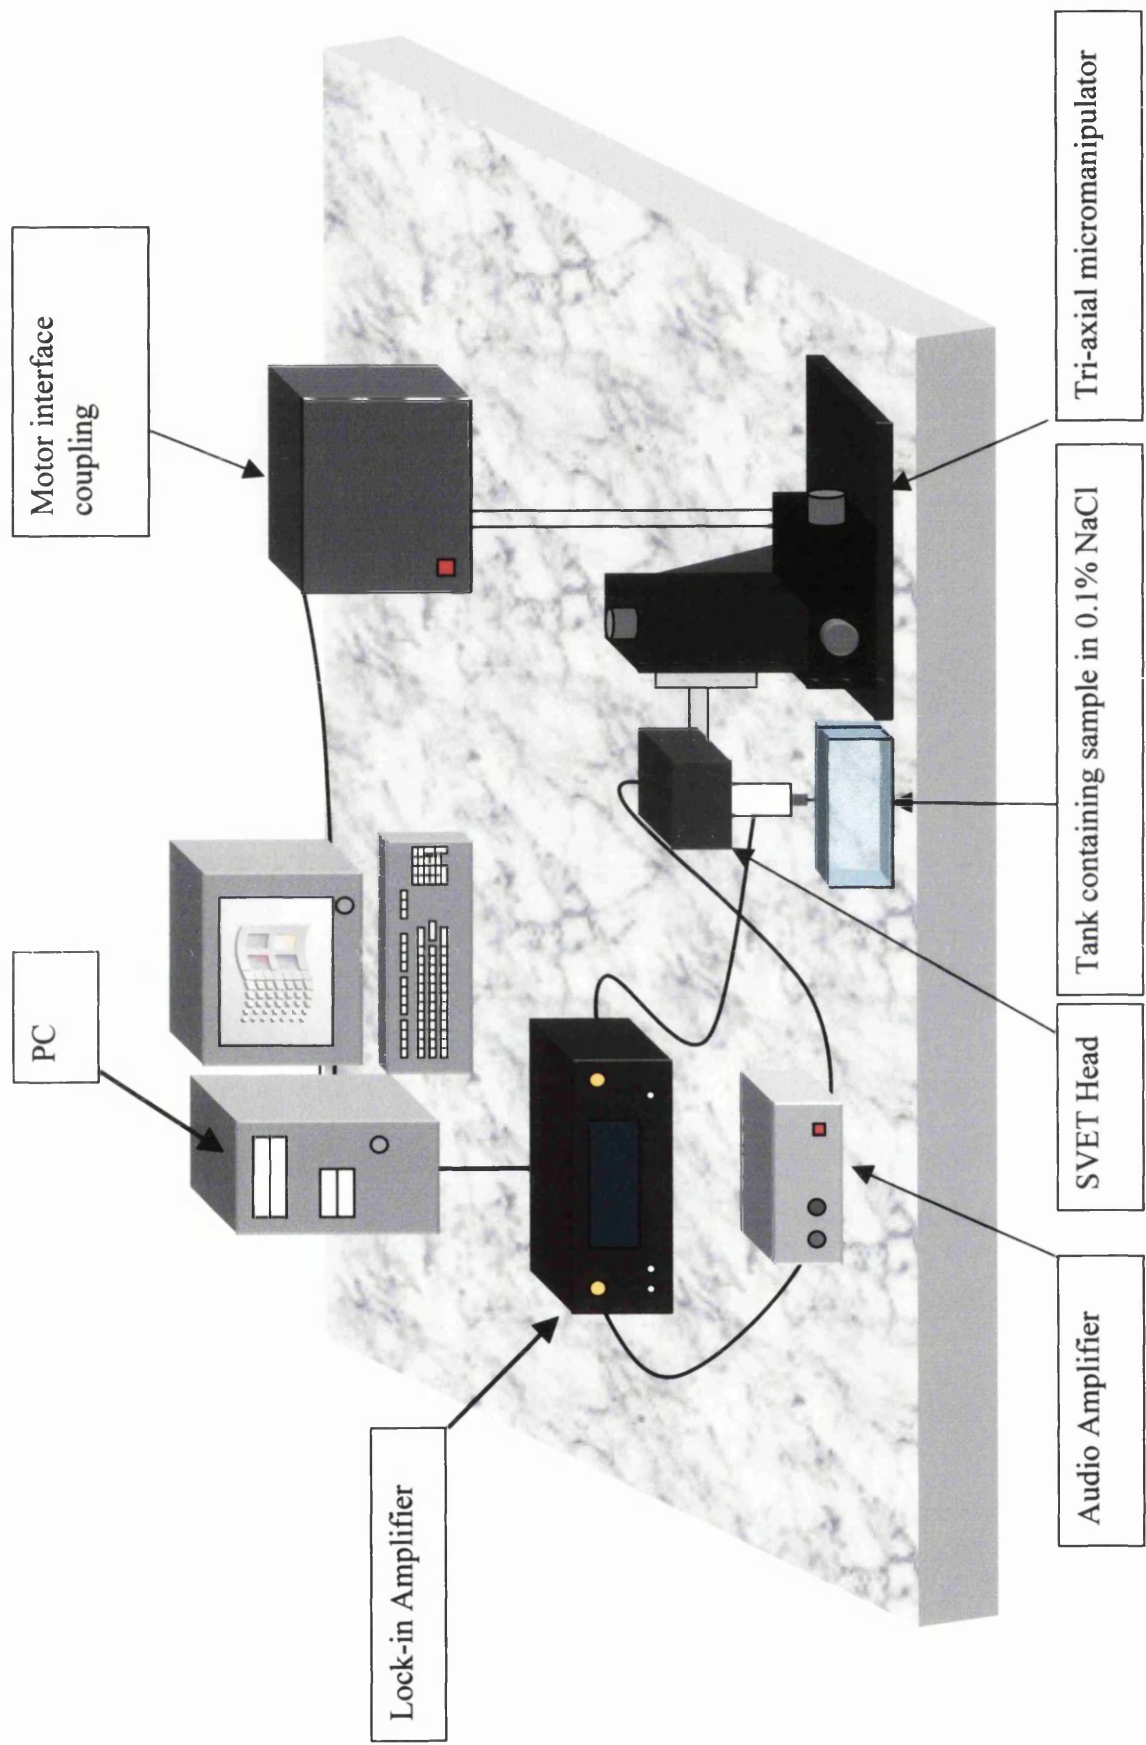 PC
Motor interface
coupling
Lock-in Amplifier
Audio Amplifier
SVET Head
Tank containing sample in 0.1% NaCl
Tri-axial micromanipulator